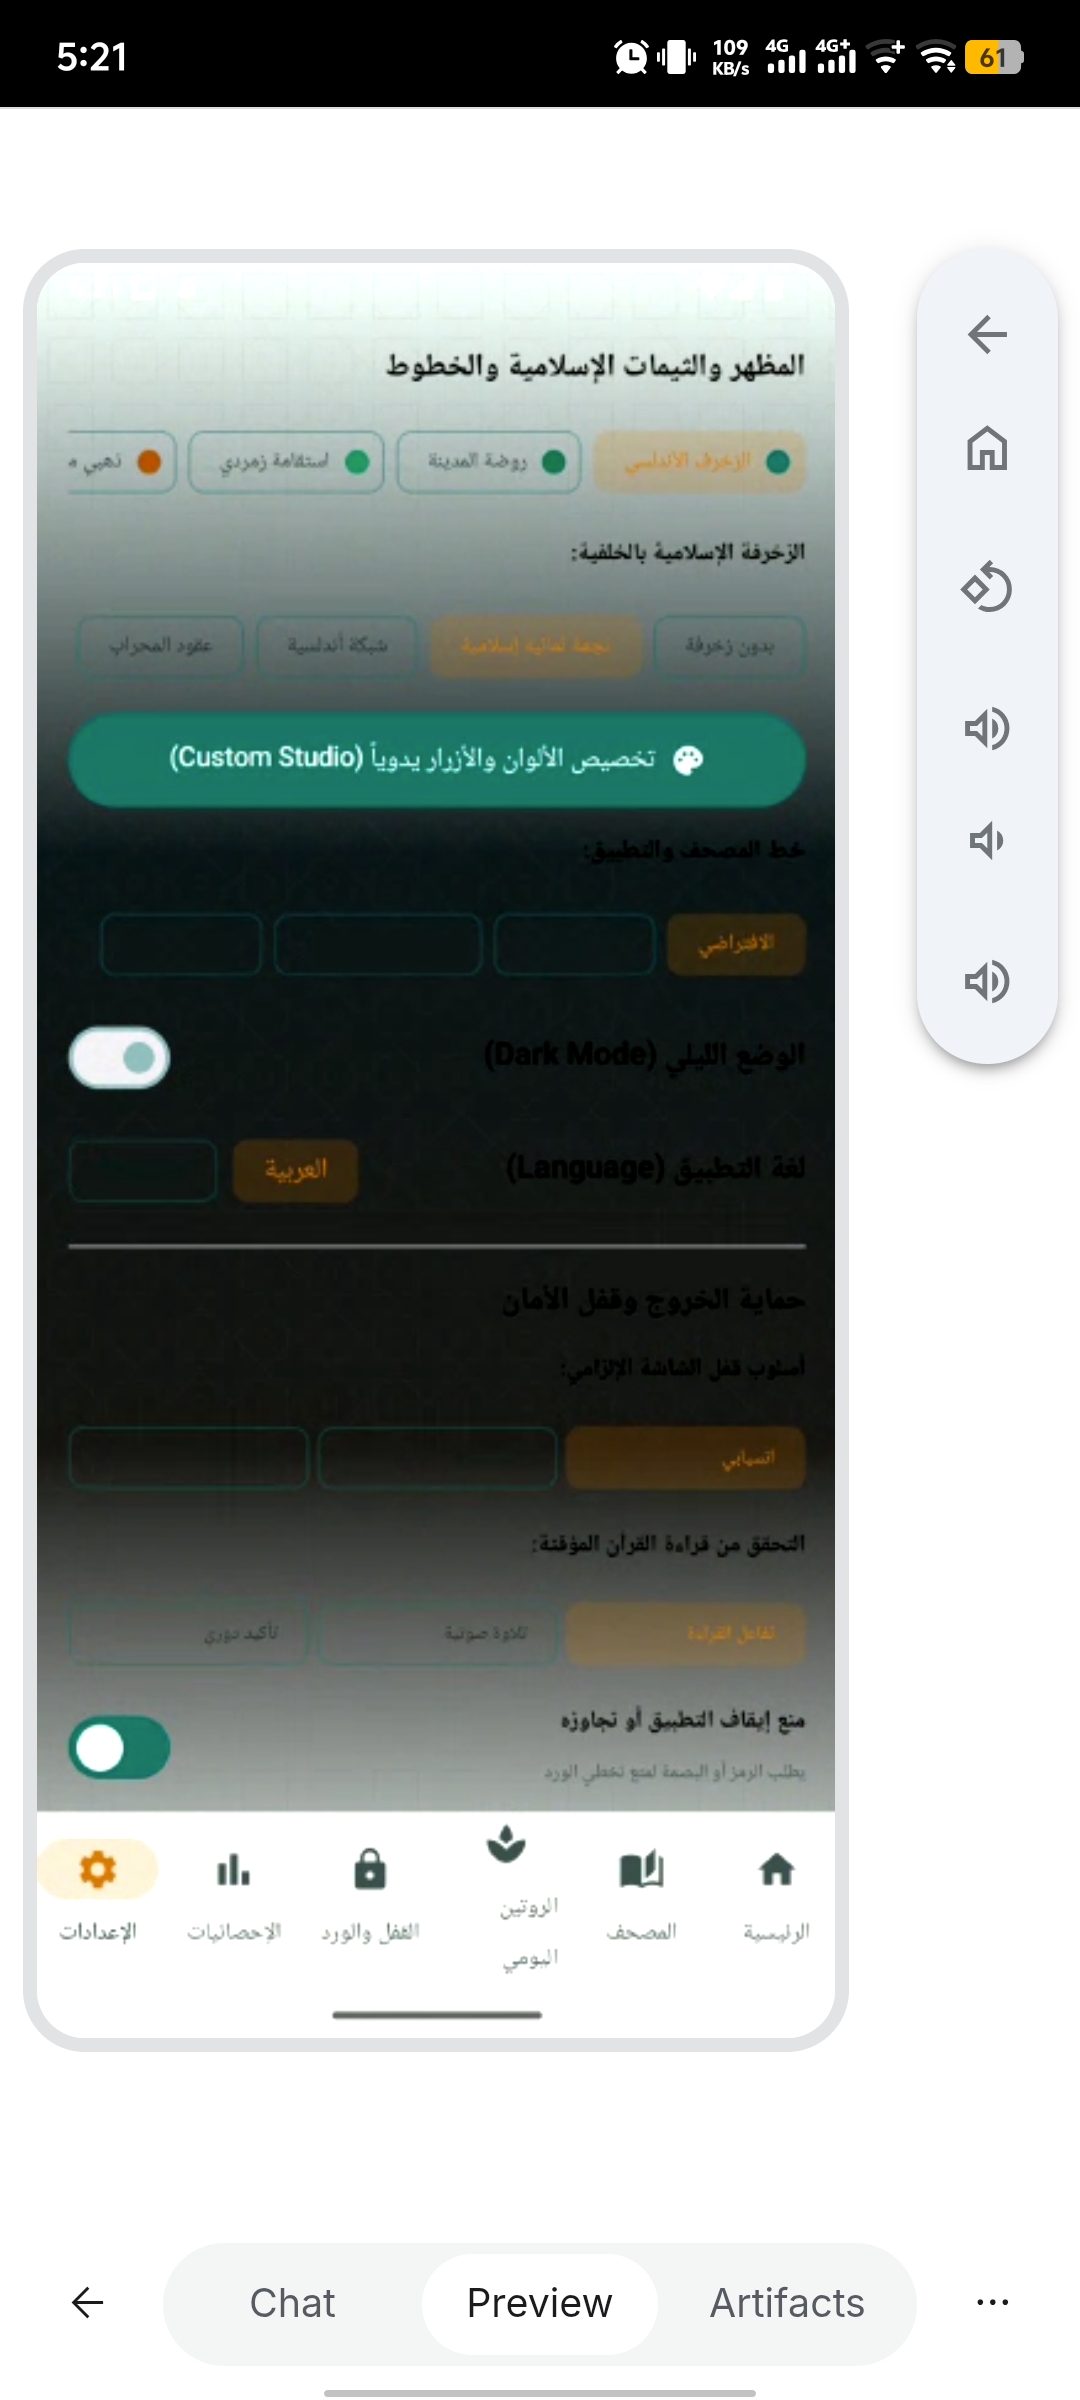 5:21
109 KB/s 4G 4G+ 61
المظهر والثيمات الإسلامية والخطوط
الزخرف الأندلسي روضة المدينة استقامة زمردي ذهبي م
الزخرفة الإسلامية بالخلفية:
بدون زخرفة نجمة ثمانية إسلامية شبكة أندلسية عقود المحراب
تخصيص الألوان والأزرار يدوياً (Custom Studio)
خط المصحف والتطبيق:
الافتراضي
الوضع الليلي (Dark Mode)
لغة التطبيق (Language)
العربية
حماية الخروج وقفل الأمان
أسلوب قفل الشاشة الإلزامي:
انسيابي
التحقق من قراءة القرآن المؤقتة:
تفاعل القراءة تلاوة صوتية تأكيد دوري
منع إيقاف التطبيق أو تجاوزه
يطلب الرمز أو البصمة لمنع تخطي الورد
الرئيسية المصحف الروتين اليومي القفل والورد الإحصائيات الإعدادات
Chat Preview Artifacts